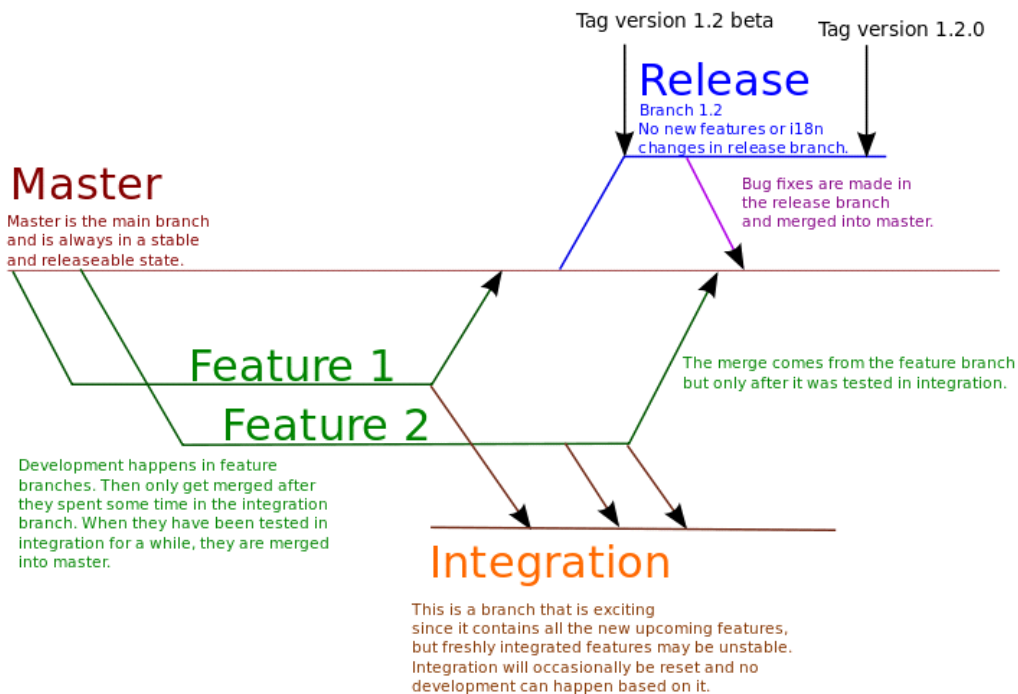 Tag version 1.2 beta
Tag version 1.2.0
Release
Branch 1.2
No new features or i18n
changes in release branch.
Master
Master is the main branch
and is always in a stable
and releaseable state.
Bug fixes are made in
the release branch
and merged into master.
Feature 1
The merge comes from the feature branch
but only after it was tested in integration.
Feature 2
Development happens in feature
branches. Then only get merged after
they spent some time in the integration
branch. When they have been tested in
integration for a while, they are merged
into master.
Integration
This is a branch that is exciting
since it contains all the new upcoming features,
but freshly integrated features may be unstable.
Integration will occasionally be reset and no
development can happen based on it.